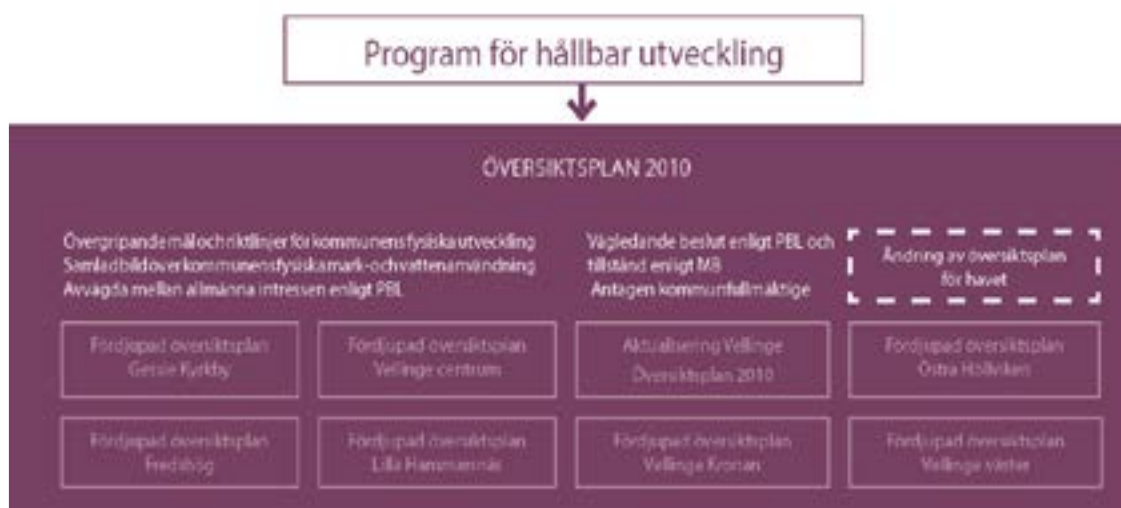 Program för hållbar utveckling
ÖVERSIKTSPLAN 2010
Övergripande mål och riktlinjer för kommunens fysiska utveckling
Samlad bild över kommunens fysiska mark- och vattenanvändning
Avvägda mellan allmänna intressen enligt PBL
Vägledande beslut enligt PBL och
tillstånd enligt MB
Antagen kommunfullmäktige
Ändring av översiktsplan
för havet
Fördjupad översiktsplan
Gessie Kyrkby
Fördjupad översiktsplan
Vellinge centrum
Aktualisering Vellinge
Översiktsplan 2010
Fördjupad översiktsplan
Östra Höllviken
Fördjupad översiktsplan
Fredshög
Fördjupad översiktsplan
Lilla Hammarnäs
Fördjupad översiktsplan
Vellinge Kronan
Fördjupad översiktsplan
Vellinge väster